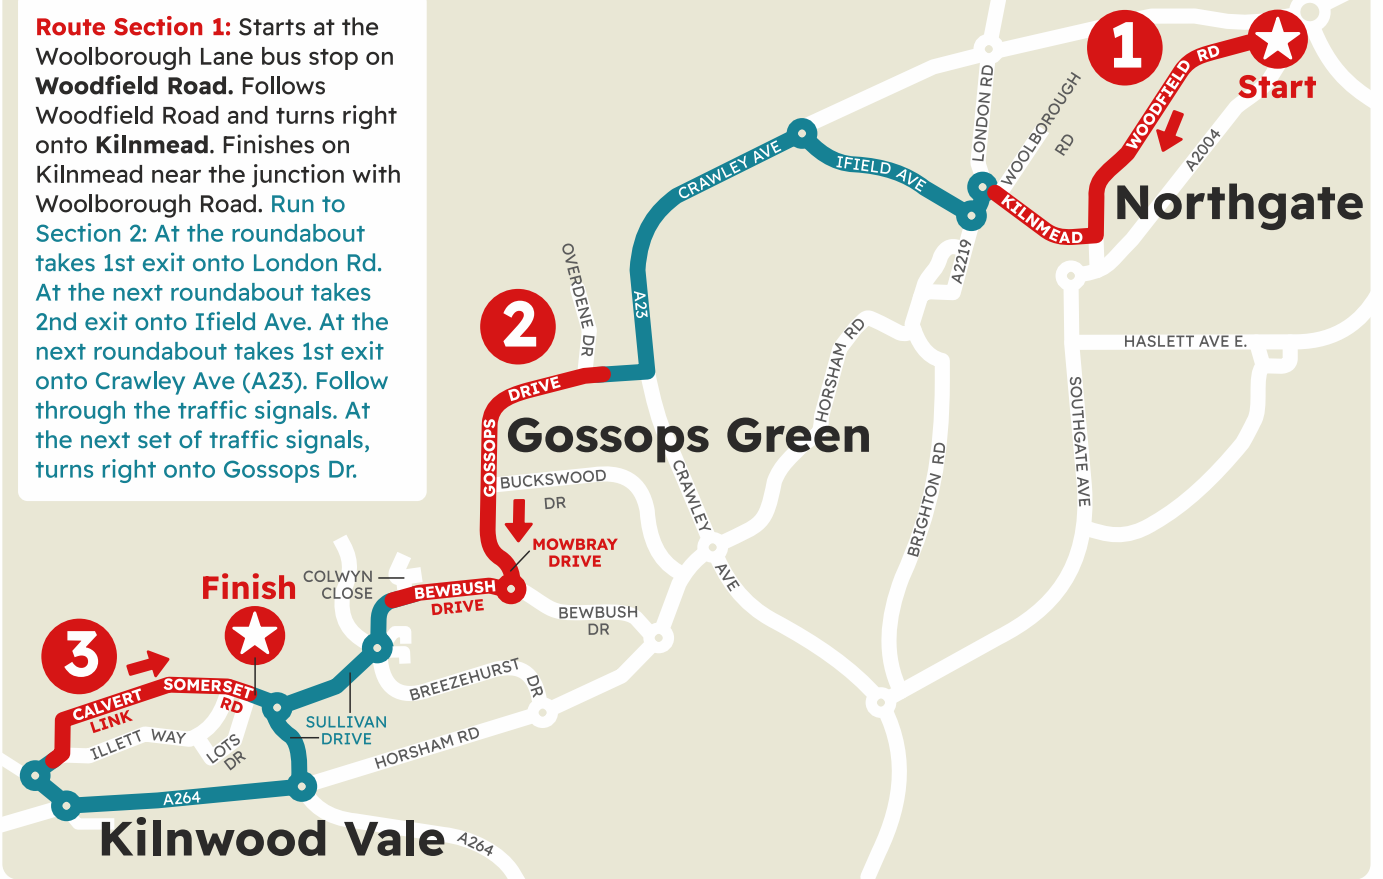 Route Section 1: Starts at the
Woolborough Lane bus stop on
Woodfield Road. Follows
Woodfield Road and turns right
onto Kilnmead. Finishes on
Kilnmead near the junction with
Woolborough Road. Run to
Section 2: At the roundabout
takes 1st exit onto London Rd.
At the next roundabout takes
2nd exit onto Ifield Ave. At the
next roundabout takes 1st exit
onto Crawley Ave (A23). Follow
through the traffic signals. At
the next set of traffic signals,
turns right onto Gossops Dr.
1
WOODFIELD RD
Start
LONDON RD
WOOLBOROUGH
RD
A2004
Northgate
KILNMEAD
CRAWLEY AVE
IFIELD AVE
A2219
A23
OVERDENE DR
2
DRIVE
GOSSOPS
Gossops Green
HORSHAM RD
HASLETT AVE E.
SOUTHGATE AVE
BRIGHTON RD
BUCKSWOOD
DR
CRAWLEY
AVE
MOWBRAY
DRIVE
COLWYN
CLOSE
BEWBUSH
DRIVE
BEWBUSH
DR
Finish
3
CALVERT
LINK
SOMERSET
RD
ILLETT WAY
LOTS
DR
SULLIVAN
DRIVE
BREEZEHURST
DR
HORSHAM RD
A264
Kilnwood Vale
A264